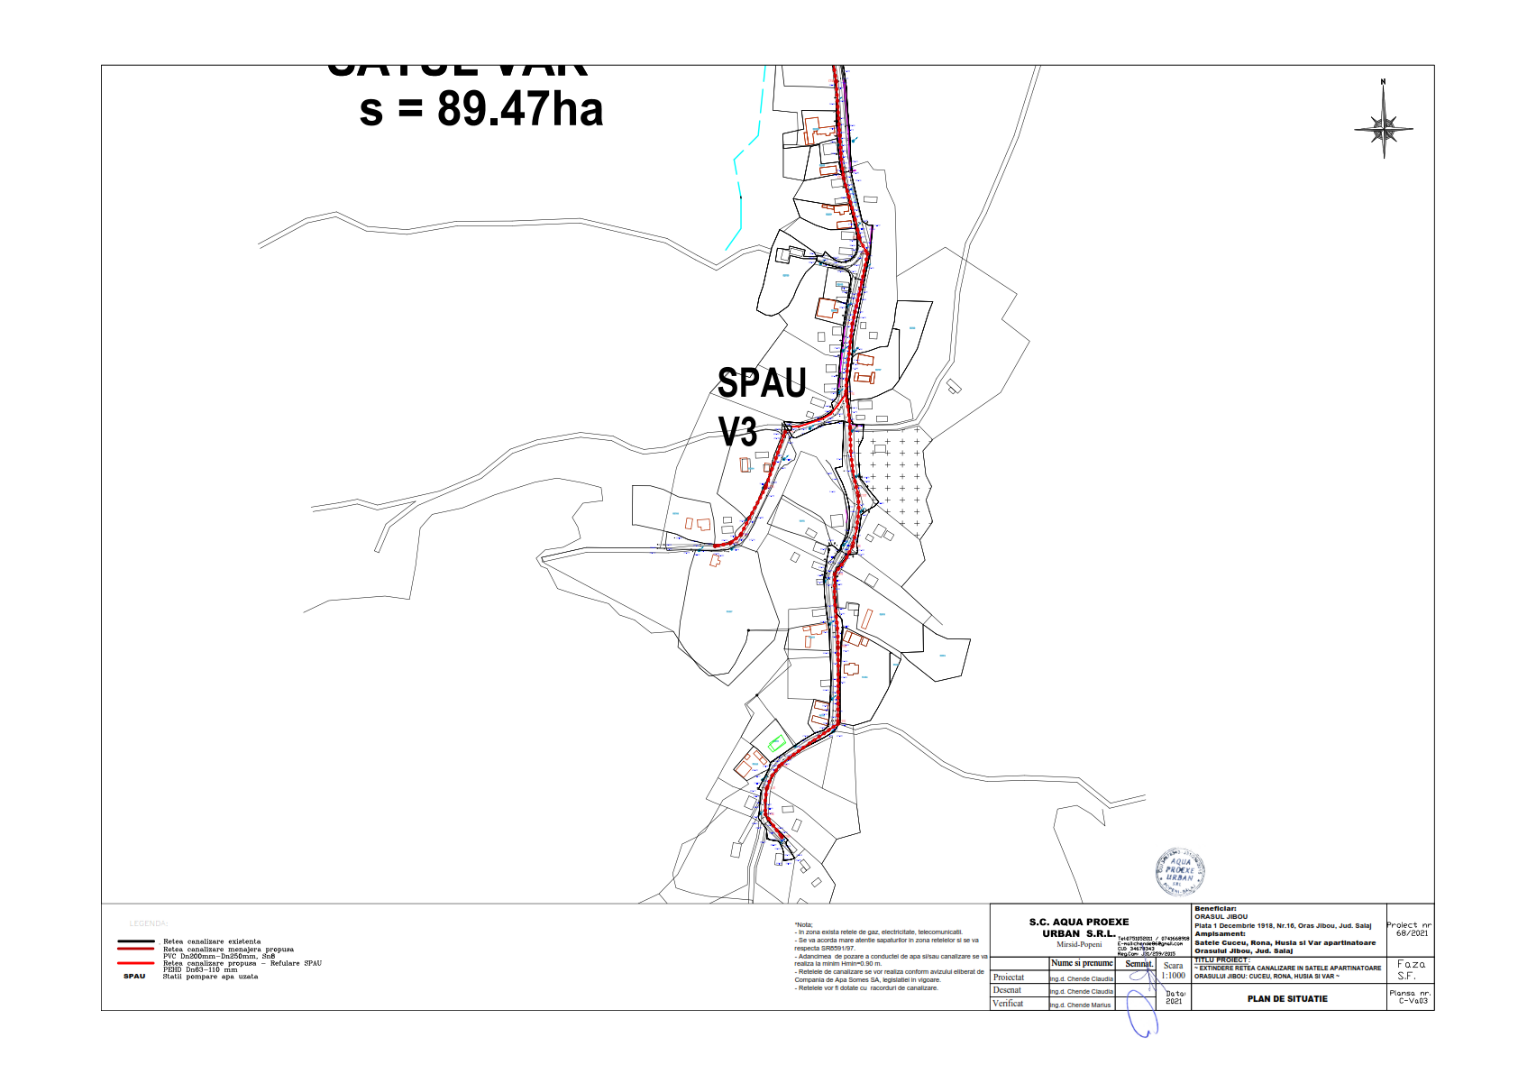 SATUL VAR
s = 89.47ha
N
SPAU
V3
AQUA
PROEXE
URBAN
SRL
LEGENDA:
Retea canalizare existenta
Retea canalizare menajera propusa
PVC Dn200mm-Dn250mm, Sn8
Retea canalizare propusa - Refulare SPAU
PEHD Dn63-110 mm
SPAU Statii pompare apa uzata
*Nota;
- In zona exista retele de gaz, electricitate, telecomunicatii.
- Se va acorda mare atentie sapaturilor in zona retelelor si se va
respecta SR8591/97.
- Adancimea de pozare a conductei de apa si/sau canalizare se va
realiza la minim Hmin=0.90 m.
- Retelele de canalizare se vor realiza conform avizului eliberat de
Compania de Apa Somes SA, legislatiei in vigoare.
- Retelele vor fi dotate cu racorduri de canalizare.
S.C. AQUA PROEXE
URBAN S.R.L.
Mirsid-Popeni
Nume si prenume
Semnat.
Proiectat
ing.d. Chende Claudia
Desenat
ing.d. Chende Claudia
Verificat
ing.d. Chende Marius
Scara
1:1000
Data:
2021
Beneficiar:
ORASUL JIBOU
Piata 1 Decembrie 1918, Nr.16, Oras Jibou, Jud. Salaj
Ampisament:
Satele Cuceu, Rona, Husia si Var apartinatoare
Orasului Jibou, Jud. Salaj
TITLU PROIECT:
~ EXTINDERE RETEA CANALIZARE IN SATELE APARTINATOARE
ORASULUI JIBOU: CUCEU, RONA, HUSIA SI VAR ~
PLAN DE SITUATIE
Proiect nr
68/2021
Faza
S.F.
Plansa nr.
C-Va03